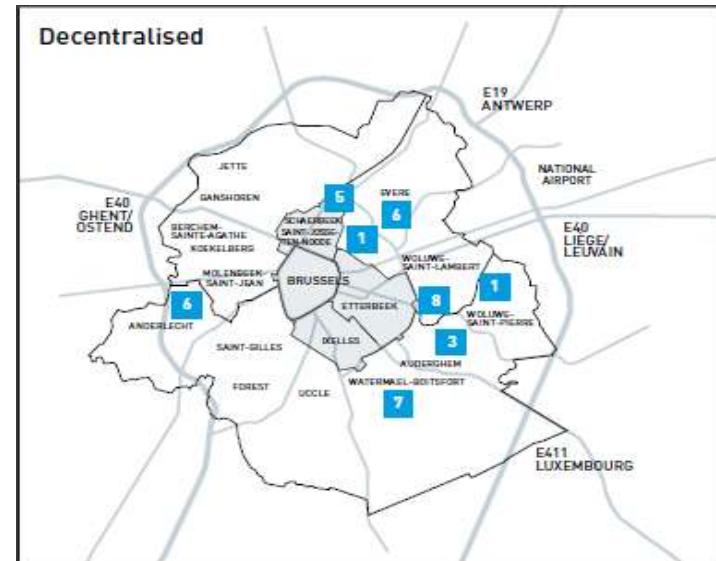 Decentralised
E19
ANTWERP
JETTE
NATIONAL
AIRPORT
GANSHOREN
5
EVERE
6
E40
GHENT/
OSTEND
SCHAERBEEK
BERCHEM-
SAINTE-AGATHE
SAINT-JOSSE-
TEN-NOODE
1
E40
LIEGE/
LEUVAIN
KOEKELBERG
WOLUWE-
SAINT-LAMBERT
MOLENBEEK-
SAINT-JEAN
BRUSSELS
1
6
ETTERBEEK
8
WOLUWE-
SAINT-PIERRE
ANDERLECHT
IXELLES
3
SAINT-GILLES
AUDERGHEM
FOREST
UCCLE
WATERMAEL-BOITSFORT
7
E411
LUXEMBOURG